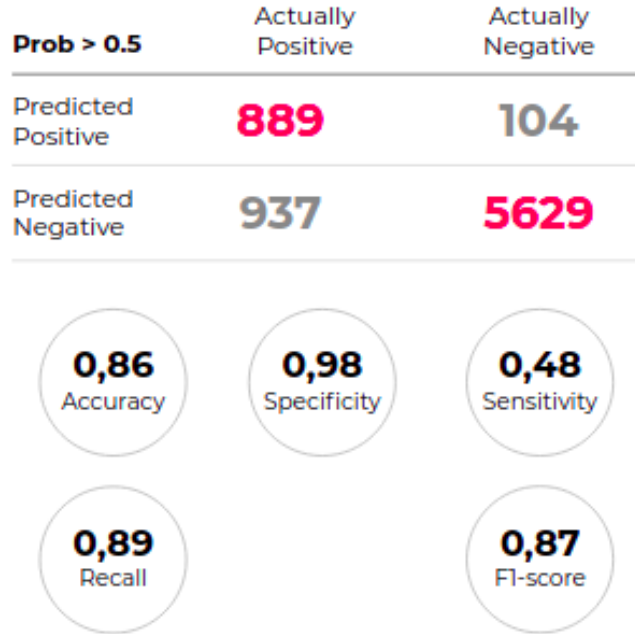 Prob > 0.5
Actually Positive
Actually Negative
Predicted Positive
889
104
Predicted Negative
937
5629
0,86
Accuracy
0,98
Specificity
0,48
Sensitivity
0,89
Recall
0,87
F1-score